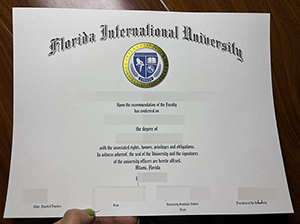 Florida International University
Upon the recommendation of the Faculty
has conferred on
the degree of
with the associated rights, honors, privileges and obligations.
In witness whereof, the seal of the University and the signatures
of the university officers are hereto affixed.
Miami, Florida
Dean